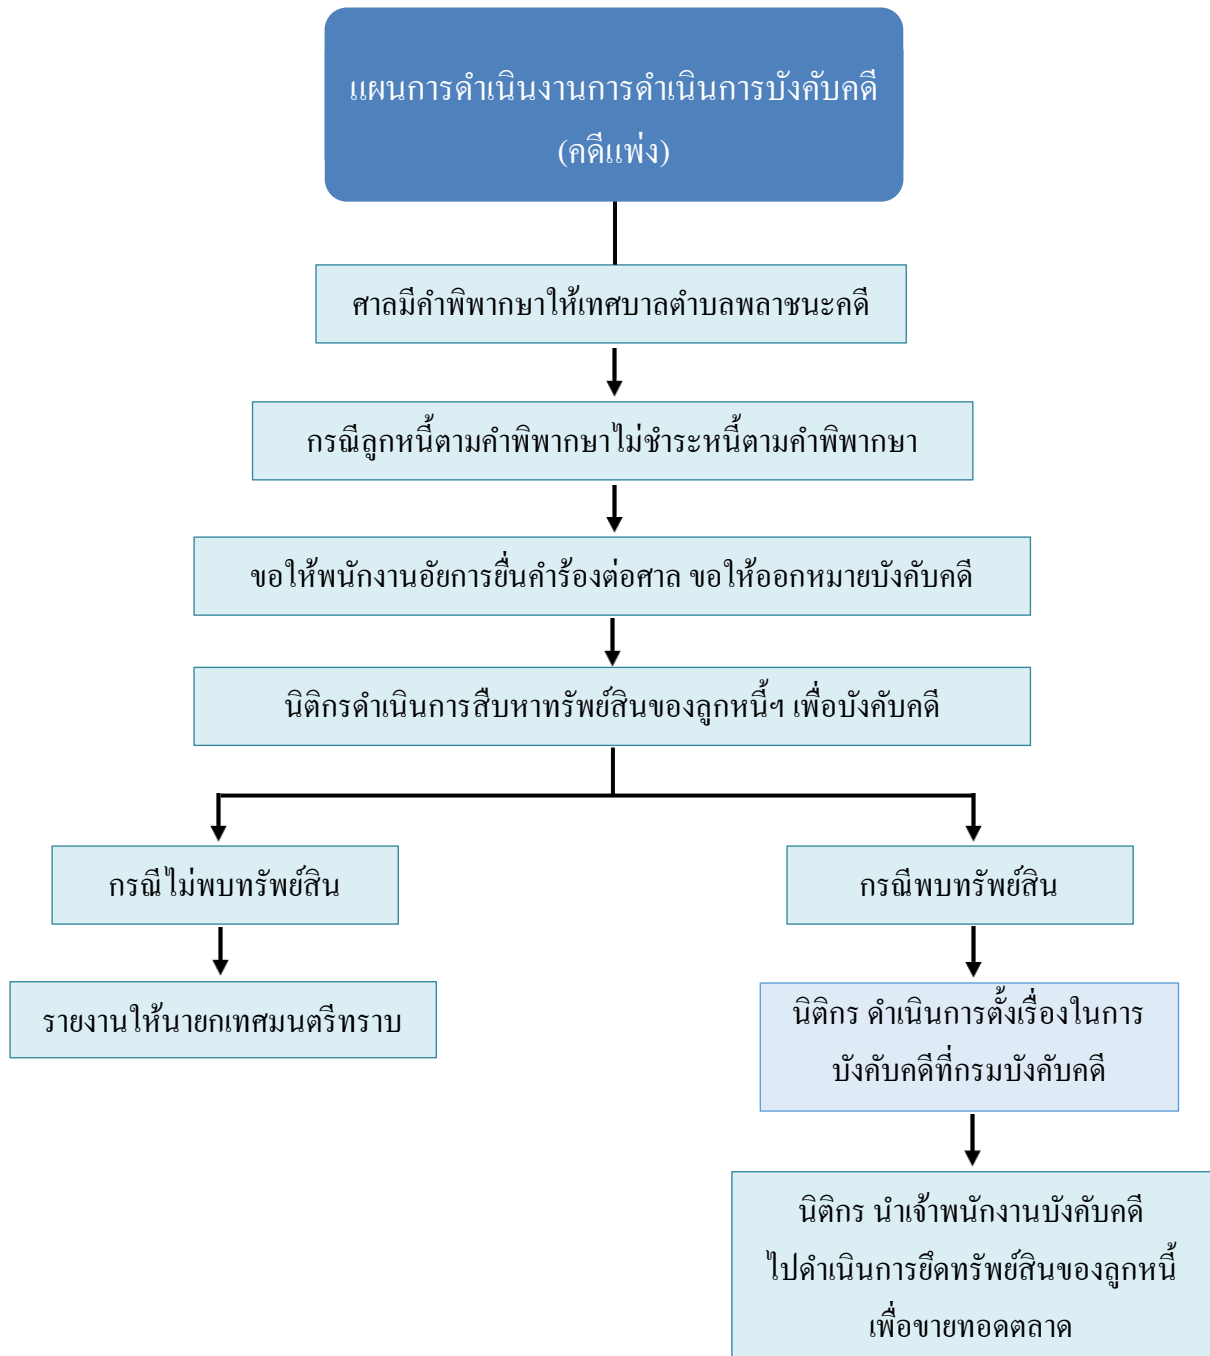 แผนการดำเนินงานการดำเนินการบังคับคดี
(คดีแพ่ง)
ศาลมีคำพิพากษาให้เทศบาลตำบลพลาชนะคดี
กรณีลูกหนี้ตามคำพิพากษาไม่ชำระหนี้ตามคำพิพากษา
ขอให้พนักงานอัยการยื่นคำร้องต่อศาล ขอให้ออกหมายบังคับคดี
นิติกรดำเนินการสืบหาทรัพย์สินของลูกหนี้ฯ เพื่อบังคับคดี
กรณีไม่พบทรัพย์สิน
กรณีพบทรัพย์สิน
รายงานให้นายกเทศมนตรีทราบ
นิติกร ดำเนินการตั้งเรื่องในการ
บังคับคดีที่กรมบังคับคดี
นิติกร นำเจ้าพนักงานบังคับคดี
ไปดำเนินการยึดทรัพย์สินของลูกหนี้
เพื่อขายทอดตลาด